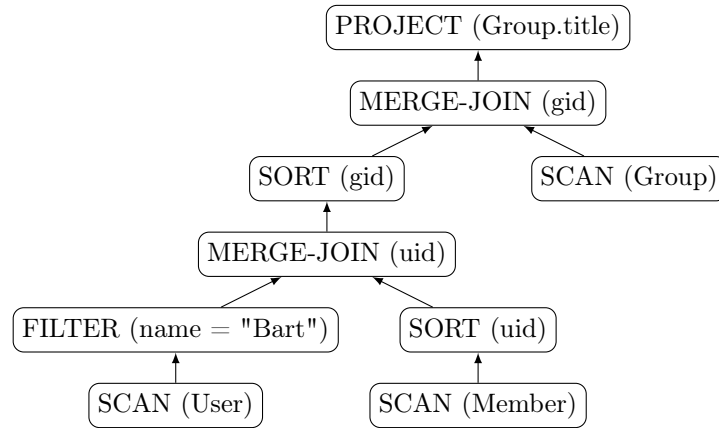 PROJECT (Group.title)
MERGE-JOIN (gid)
SORT (gid)
SCAN (Group)
MERGE-JOIN (uid)
FILTER (name = "Bart")
SORT (uid)
SCAN (User)
SCAN (Member)